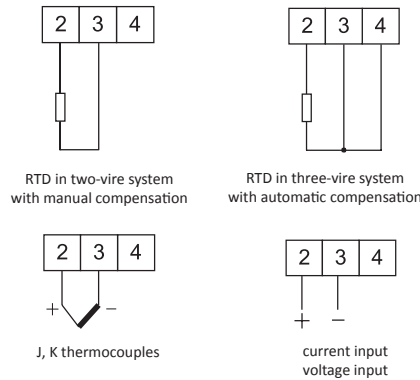 2 3 4
2 3 4
RTD in two-vire system
with manual compensation
RTD in three-vire system
with automatic compensation
2 3 4
+ −
J, K thermocouples
2 3 4
+ −
current input
voltage input